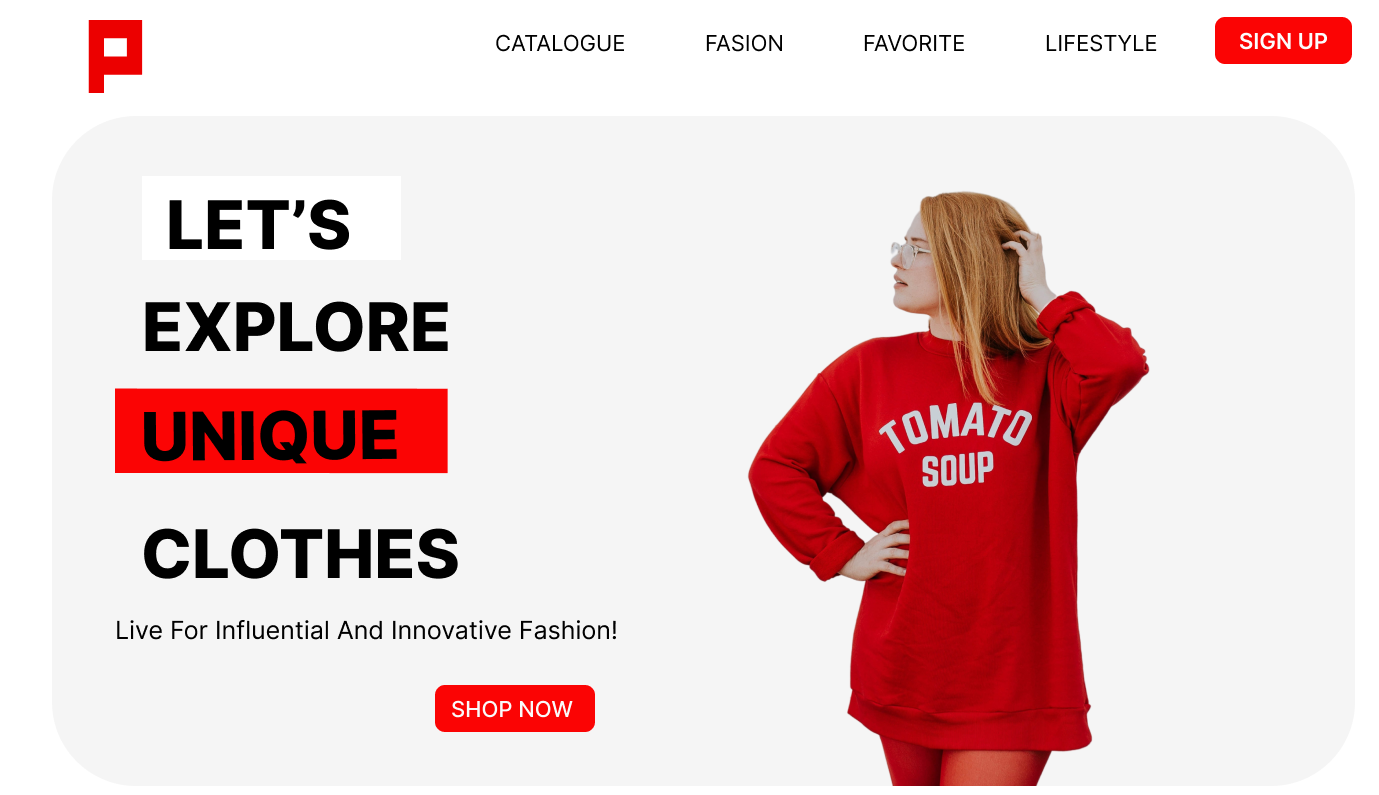 P
CATALOGUE FASION FAVORITE LIFESTYLE SIGN UP
LET’S
EXPLORE
UNIQUE
CLOTHES
Live For Influential And Innovative Fashion!
SHOP NOW
TOMATO
SOUP